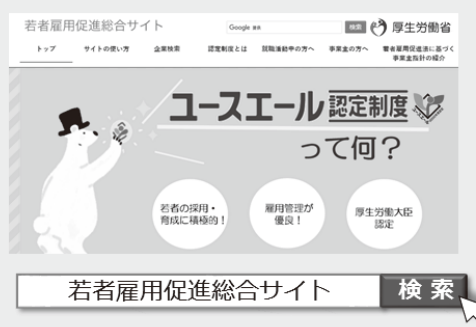 若者雇用促進総合サイト
Google 検索
検索
厚生労働省
トップ
サイトの使い方
企業検索
認定制度とは
就職活動中の方へ
事業主の方へ
若者雇用促進法に基づく
事業主指針の紹介
ユースエール認定制度
って何？
若者の採用・
育成に積極的！
雇用管理が
優良！
厚生労働大臣
認定
若者雇用促進総合サイト
検索